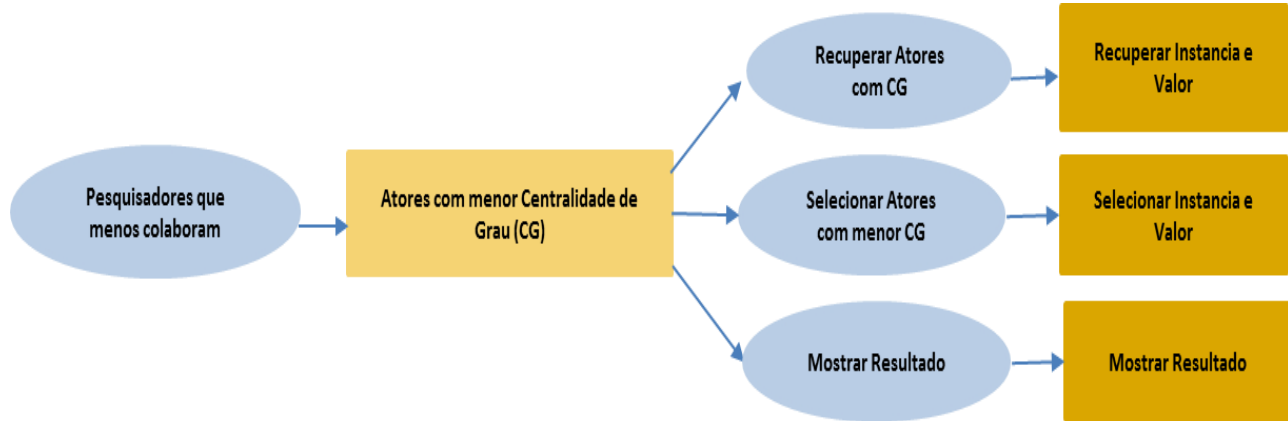 Pesquisadores que
menos colaboram
Atores com menor Centralidade de
Grau (CG)
Recuperar Atores
com CG
Recuperar Instancia e
Valor
Selecionar Atores
com menor CG
Selecionar Instancia e
Valor
Mostrar Resultado
Mostrar Resultado